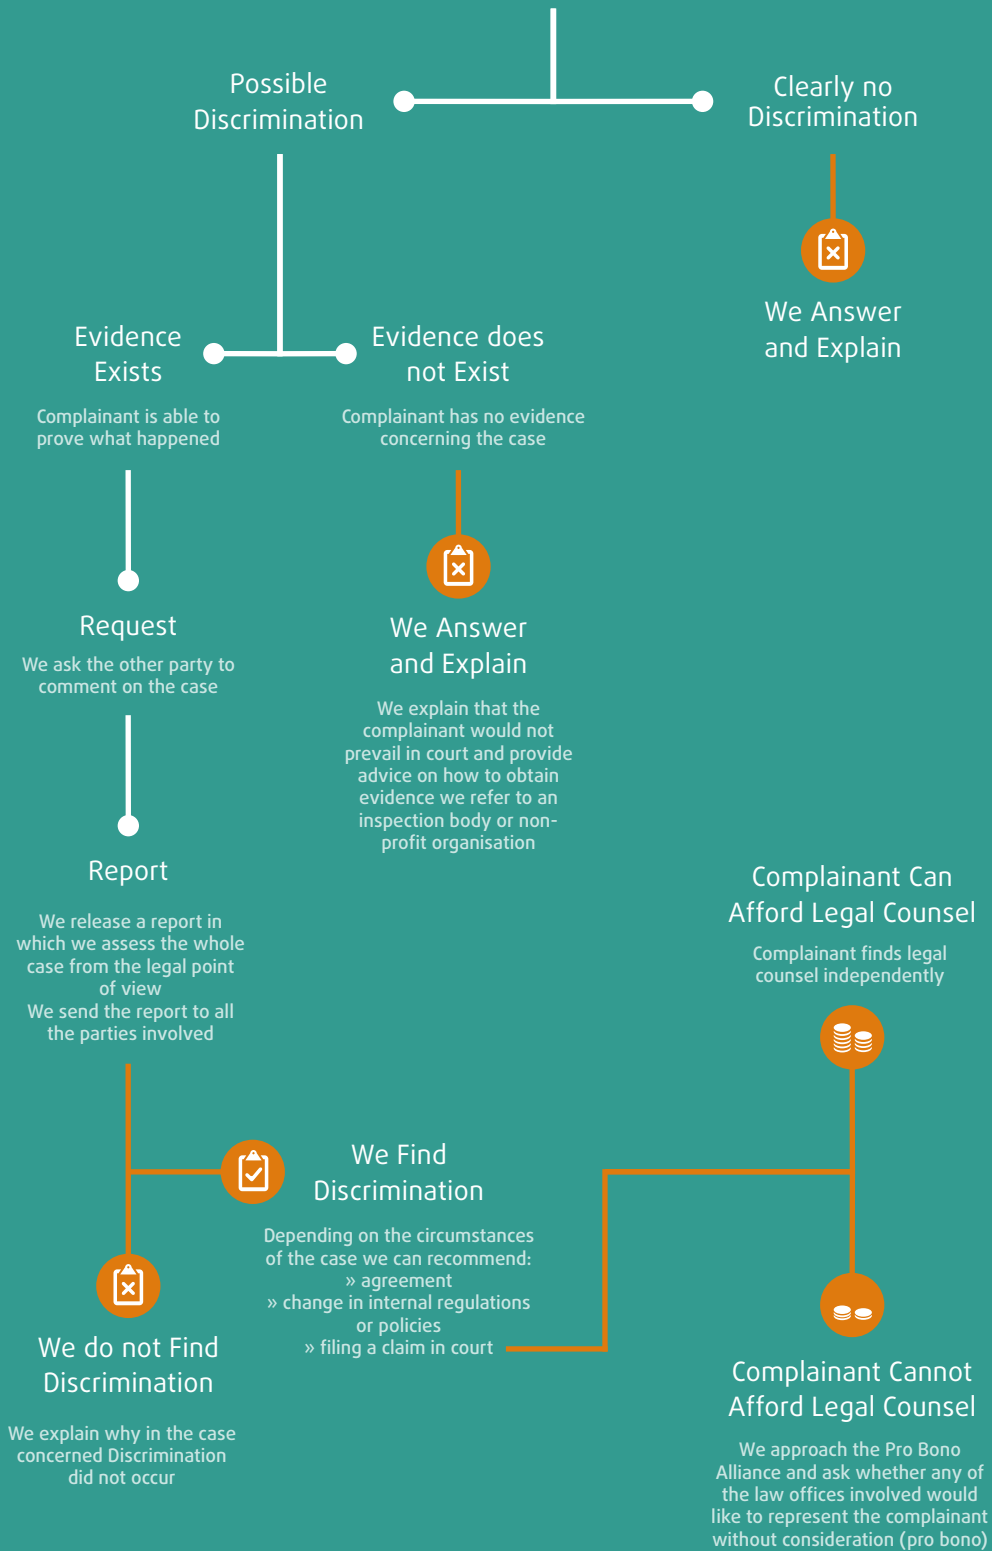 Possible
Discrimination
Clearly no
Discrimination
We Answer
and Explain
Evidence
Exists
Complainant is able to
prove what happened
Evidence does
not Exist
Complainant has no evidence
concerning the case
Request
We ask the other party to
comment on the case
We Answer
and Explain
We explain that the
complainant would not
prevail in court and provide
advice on how to obtain
evidence we refer to an
inspection body or non-
profit organisation
Report
We release a report in
which we assess the whole
case from the legal point
of view
We send the report to all
the parties involved
We Find
Discrimination
Depending on the circumstances
of the case we can recommend:
» agreement
» change in internal regulations
or policies
» filing a claim in court
We do not Find
Discrimination
We explain why in the case
concerned Discrimination
did not occur
Complainant Can
Afford Legal Counsel
Complainant finds legal
counsel independently
Complainant Cannot
Afford Legal Counsel
We approach the Pro Bono
Alliance and ask whether any of
the law offices involved would
like to represent the complainant
without consideration (pro bono)